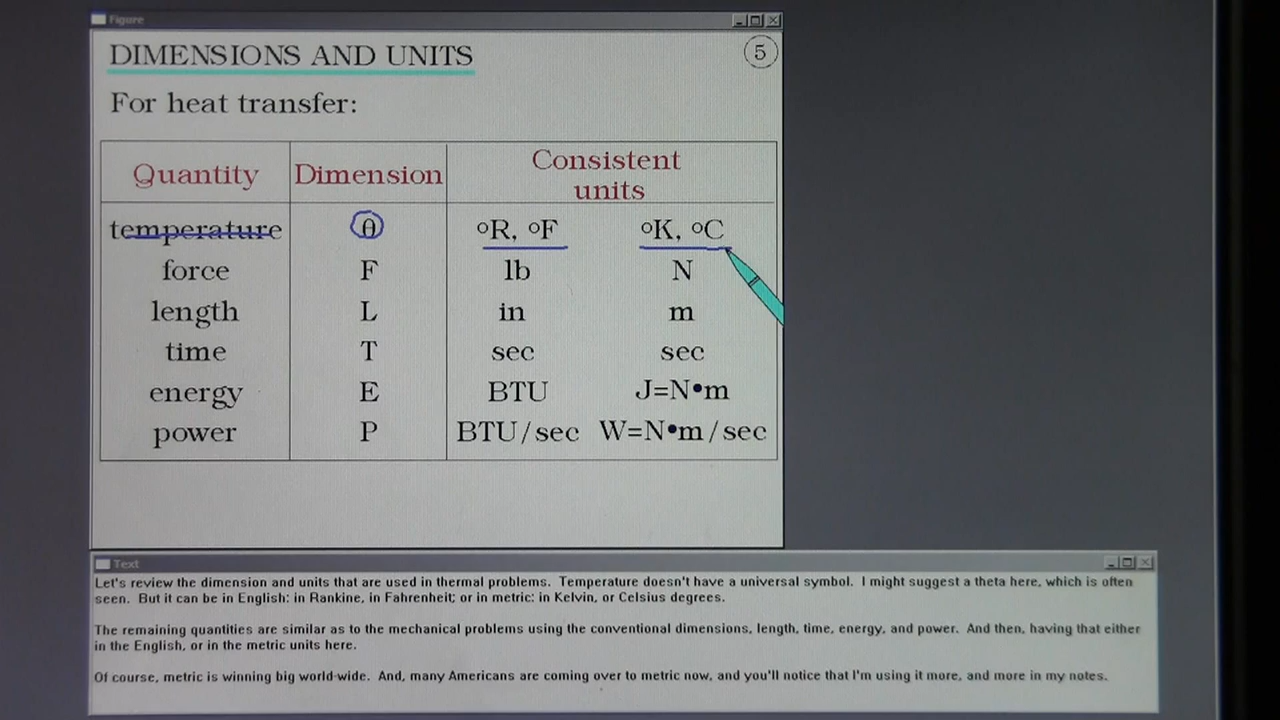 Figure
DIMENSIONS AND UNITS
5
For heat transfer:
Quantity Dimension Consistent units
temperature θ °R, °F °K, °C
force F lb N
length L in m
time T sec sec
energy E BTU J=N•m
power P BTU/sec W=N•m/sec
Text
Let's review the dimension and units that are used in thermal problems. Temperature doesn't have a universal symbol. I might suggest a theta here, which is often
seen. But it can be in English: in Rankine, in Fahrenheit; or in metric: in Kelvin, or Celsius degrees.
The remaining quantities are similar as to the mechanical problems using the conventional dimensions, length, time, energy, and power. And then, having that either
in the English, or in the metric units here.
Of course, metric is winning big world-wide. And, many Americans are coming over to metric now, and you'll notice that I'm using it more, and more in my notes.